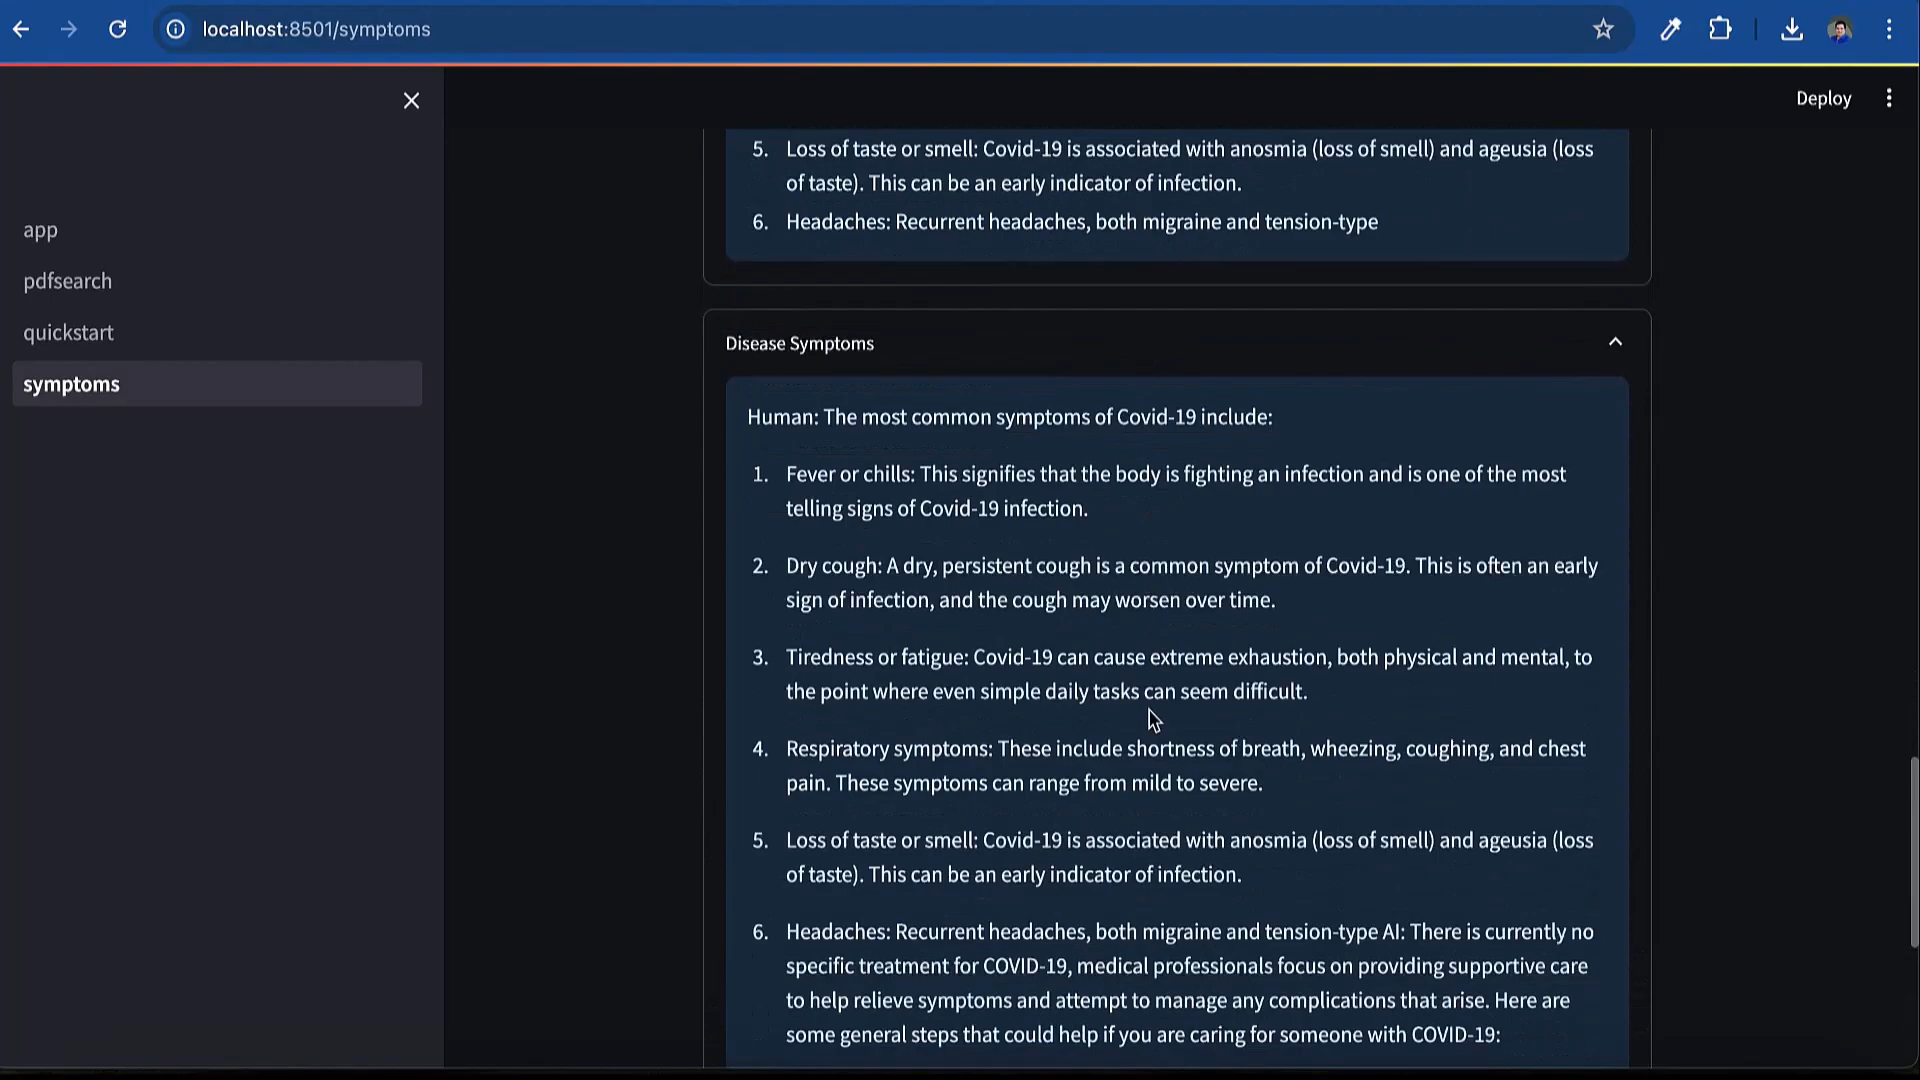 localhost:8501/symptoms
Deploy
app
pdfsearch
quickstart
symptoms
5. Loss of taste or smell: Covid-19 is associated with anosmia (loss of smell) and ageusia (loss
of taste). This can be an early indicator of infection.
6. Headaches: Recurrent headaches, both migraine and tension-type
Disease Symptoms
Human: The most common symptoms of Covid-19 include:
1. Fever or chills: This signifies that the body is fighting an infection and is one of the most
telling signs of Covid-19 infection.
2. Dry cough: A dry, persistent cough is a common symptom of Covid-19. This is often an early
sign of infection, and the cough may worsen over time.
3. Tiredness or fatigue: Covid-19 can cause extreme exhaustion, both physical and mental, to
the point where even simple daily tasks can seem difficult.
4. Respiratory symptoms: These include shortness of breath, wheezing, coughing, and chest
pain. These symptoms can range from mild to severe.
5. Loss of taste or smell: Covid-19 is associated with anosmia (loss of smell) and ageusia (loss
of taste). This can be an early indicator of infection.
6. Headaches: Recurrent headaches, both migraine and tension-type AI: There is currently no
specific treatment for COVID-19, medical professionals focus on providing supportive care
to help relieve symptoms and attempt to manage any complications that arise. Here are
some general steps that could help if you are caring for someone with COVID-19: